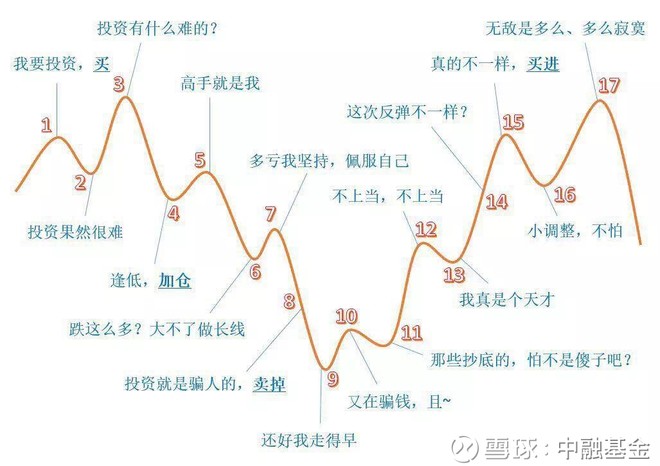 投资有什么难的？
无敌是多么、多么寂寞
我要投资，买
3
高手就是我
真的不一样，买进
17
1
这次反弹不一样？
15
2
5
多亏我坚持，佩服自己
14
4
7
不上当，不上当
16
投资果然很难
12
小调整，不怕
逢低，加仓
6
13
我真是个天才
跌这么多？大不了做长线
8
10
11
那些抄底的，怕不是傻子吧？
投资就是骗人的，卖掉
9
又在骗钱，且~
还好我走得早
雪球：中融基金